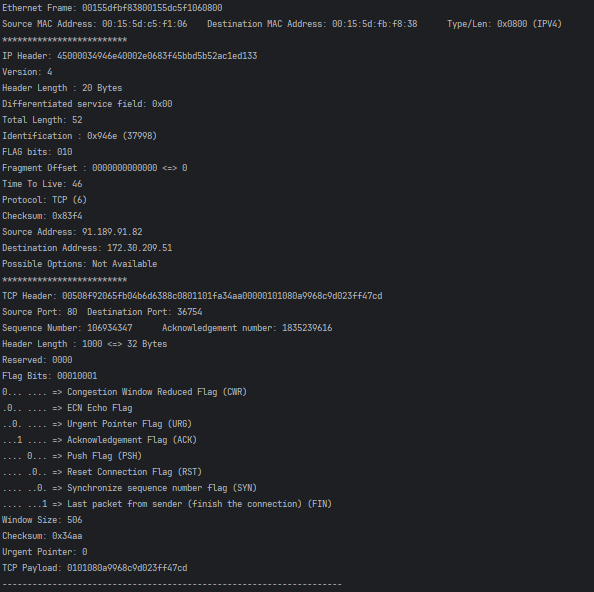 Ethernet Frame: 00155dfbf83800155dc5f1060800
Source MAC Address: 00:15:5d:c5:f1:06    Destination MAC Address: 00:15:5d:fb:f8:38      Type/Len: 0x0800 (IPV4)
*************************
IP Header: 45000034946e40002e0683f45bbd5b52ac1ed133
Version: 4
Header Length : 20 Bytes
Differentiated service field: 0x00
Total Length: 52
Identification : 0x946e (37998)
FLAG bits: 010
Fragment Offset : 0000000000000 <=> 0
Time To Live: 46
Protocol: TCP (6)
Checksum: 0x83f4
Source Address: 91.189.91.82
Destination Address: 172.30.209.51
Possible Options: Not Available
*************************
TCP Header: 00508f92065fb04b6d6388c0801101fa34aa00000101080a9968c9d023ff47cd
Source Port: 80  Destination Port: 36754
Sequence Number: 106934347      Acknowledgement number: 1835239616
Header Length : 1000 <=> 32 Bytes
Reserved: 0000
Flag Bits: 00010001
0... .... => Congestion Window Reduced Flag (CWR)
.0.. .... => ECN Echo Flag
..0. .... => Urgent Pointer Flag (URG)
...1 .... => Acknowledgement Flag (ACK)
.... 0... => Push Flag (PSH)
.... .0.. => Reset Connection Flag (RST)
.... ..0. => Synchronize sequence number flag (SYN)
.... ...1 => Last packet from sender (finish the connection) (FIN)
Window Size: 506
Checksum: 0x34aa
Urgent Pointer: 0
TCP Payload: 0101080a9968c9d023ff47cd
--------------------------------------------------------------------